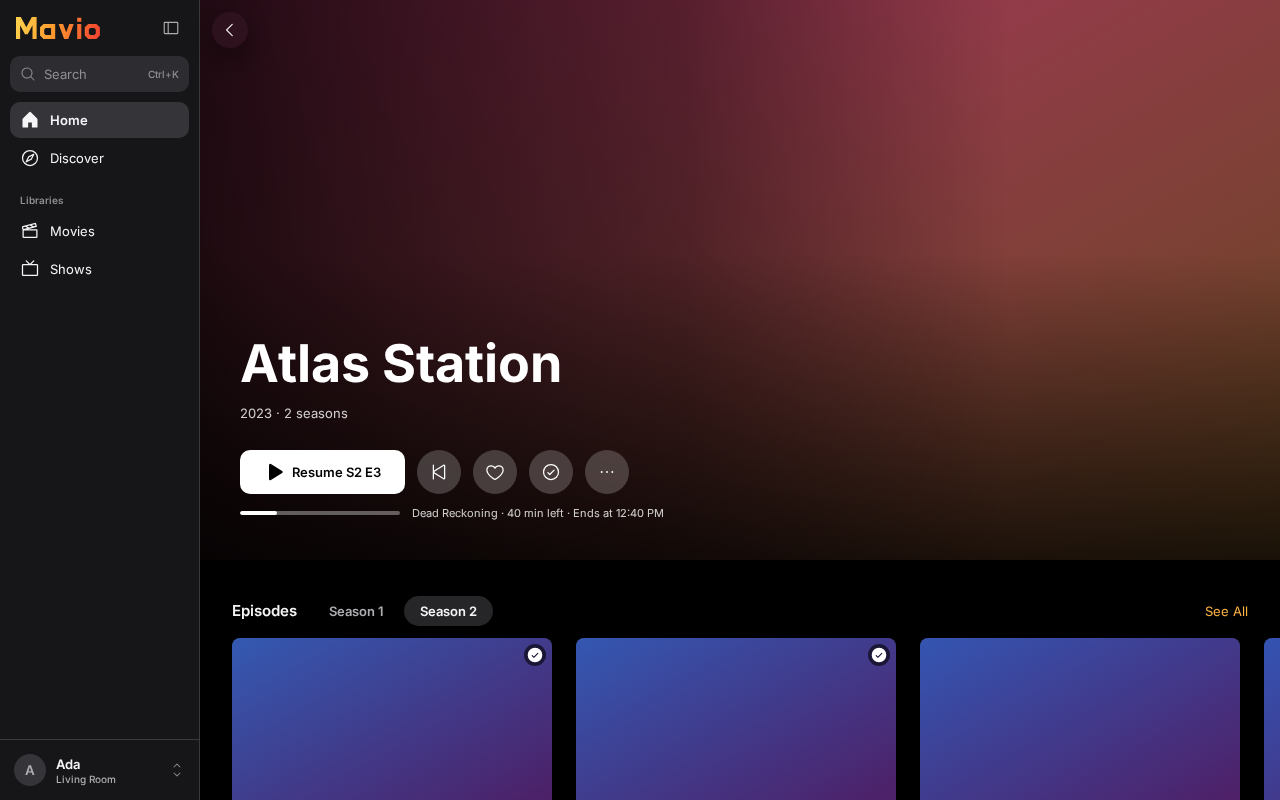 Mavio
Search Ctrl+K
Home
Discover
Libraries
Movies
Shows
Atlas Station
2023 · 2 seasons
Resume S2 E3
Dead Reckoning · 40 min left · Ends at 12:40 PM
Episodes Season 1 Season 2 See All
A Ada
Living Room